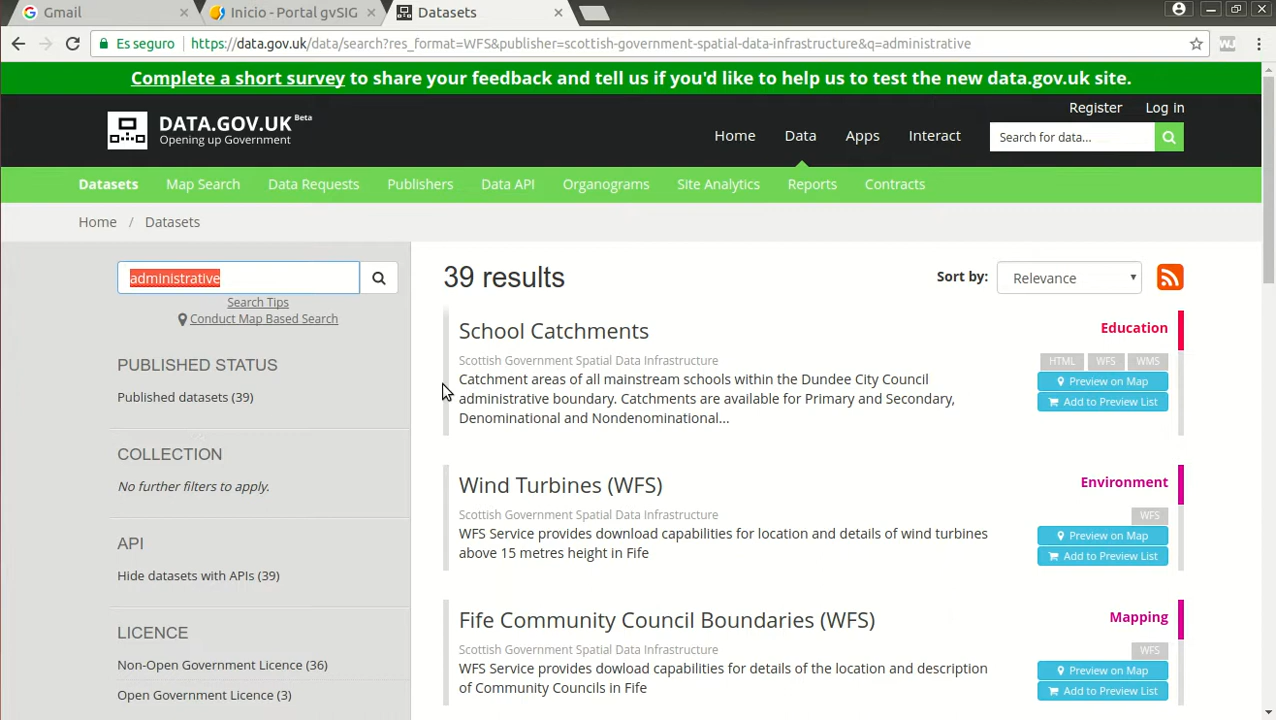 Gmail
Inicio - Portal gvSIG
Datasets
Es seguro
https://data.gov.uk/data/search?res_format=WFS&publisher=scottish-government-spatial-data-infrastructure&q=administrative
Complete a short survey to share your feedback and tell us if you'd like to help us to test the new data.gov.uk site.
Register
Log in
DATA.GOV.UK Beta
Opening up Government
Home
Data
Apps
Interact
Search for data...
Datasets
Map Search
Data Requests
Publishers
Data API
Organograms
Site Analytics
Reports
Contracts
Home / Datasets
administrative
Search Tips
Conduct Map Based Search
PUBLISHED STATUS
Published datasets (39)
COLLECTION
No further filters to apply.
API
Hide datasets with APIs (39)
LICENCE
Non-Open Government Licence (36)
Open Government Licence (3)
39 results
Sort by:
Relevance
School Catchments
Education
Scottish Government Spatial Data Infrastructure
HTML
WFS
WMS
Catchment areas of all mainstream schools within the Dundee City Council
administrative boundary. Catchments are available for Primary and Secondary,
Denominational and Nondenominational...
Preview on Map
Add to Preview List
Wind Turbines (WFS)
Environment
Scottish Government Spatial Data Infrastructure
WFS
WFS Service provides download capabilities for location and details of wind turbines
above 15 metres height in Fife
Preview on Map
Add to Preview List
Fife Community Council Boundaries (WFS)
Mapping
Scottish Government Spatial Data Infrastructure
WFS
WFS Service provides dowload capabilities for details of the location and description
of Community Councils in Fife
Preview on Map
Add to Preview List